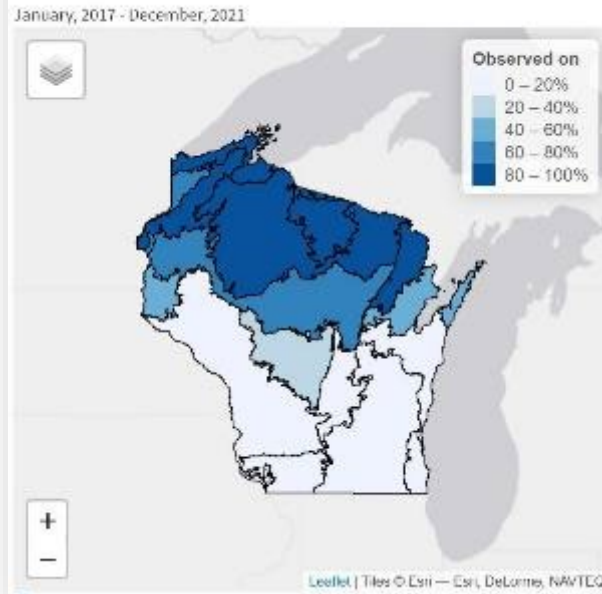 January, 2017 - December, 2021
Observed on
0 – 20%
20 – 40%
40 – 60%
60 – 80%
80 – 100%
+
−
Leaflet | Tiles © Esri — Esri, DeLorme, NAVTEQ